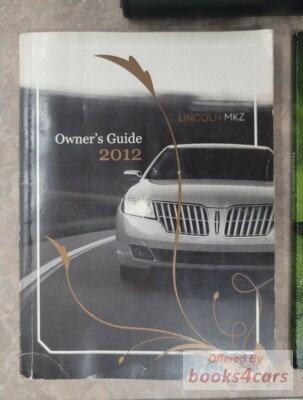 LINCOLN MKZ
Owner's Guide
2012
Offered By
books4cars